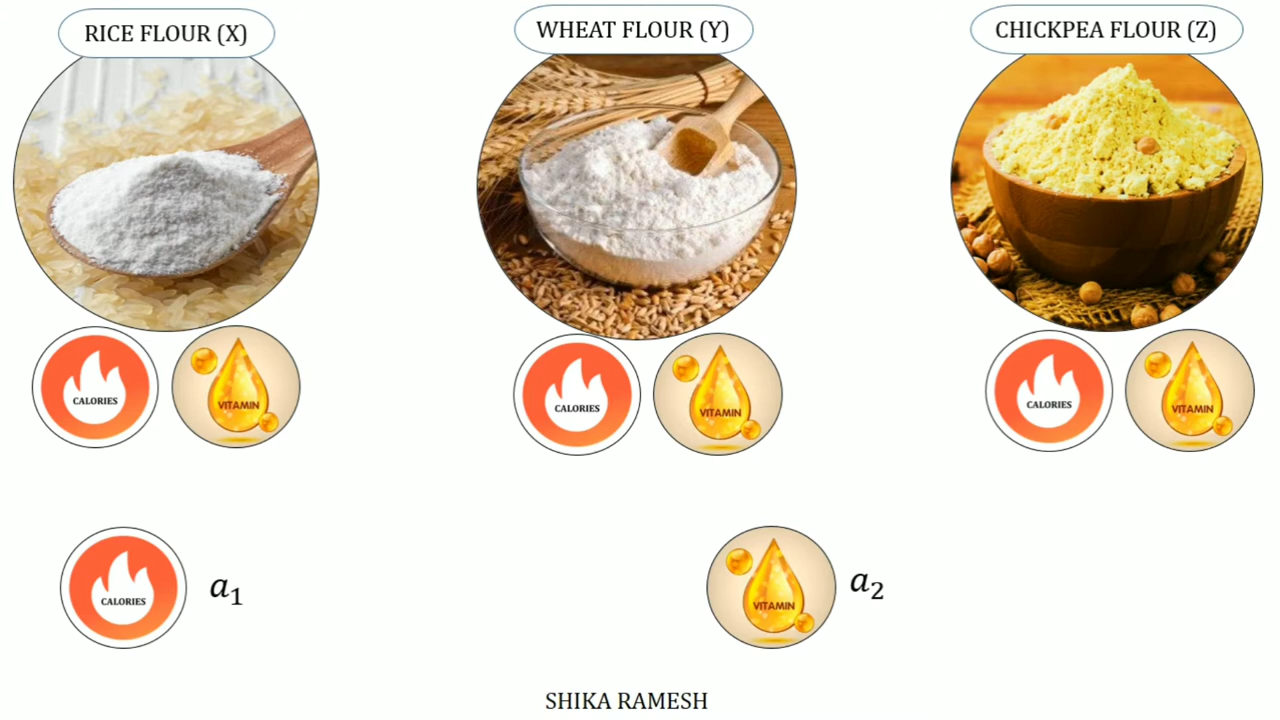 RICE FLOUR (X)
WHEAT FLOUR (Y)
CHICKPEA FLOUR (Z)
CALORIES
VITAMIN
CALORIES
VITAMIN
CALORIES
VITAMIN
CALORIES
a₁
VITAMIN
a₂
SHIKA RAMESH